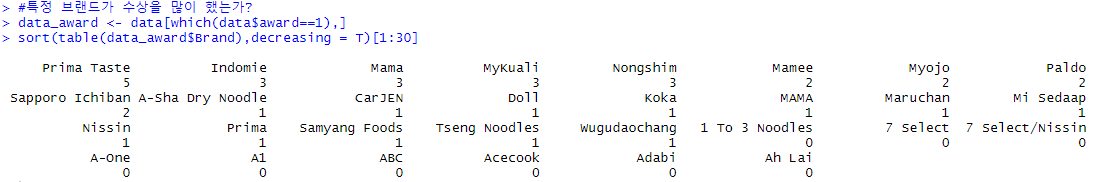 > #특정 브랜드가 수상을 많이 했는가?
> data_award <- data[which(data$award==1),]
> sort(table(data_award$Brand),decreasing = T)[1:30]
Prima Taste Indomie Mama MyKuali Nongshim Mamee Myojo Paldo
5 3 3 3 3 2 2 2
Sapporo Ichiban A-Sha Dry Noodle CarJEN Doll Koka MAMA Maruchan Mi Sedaap
2 1 1 1 1 1 1 1
Nissin Prima Samyang Foods Tseng Noodles Wugudaochang 1 To 3 Noodles 7 Select 7 Select/Nissin
1 1 1 1 1 0 0 0
A-One A1 ABC Acecook Adabi Ah Lai
0 0 0 0 0 0